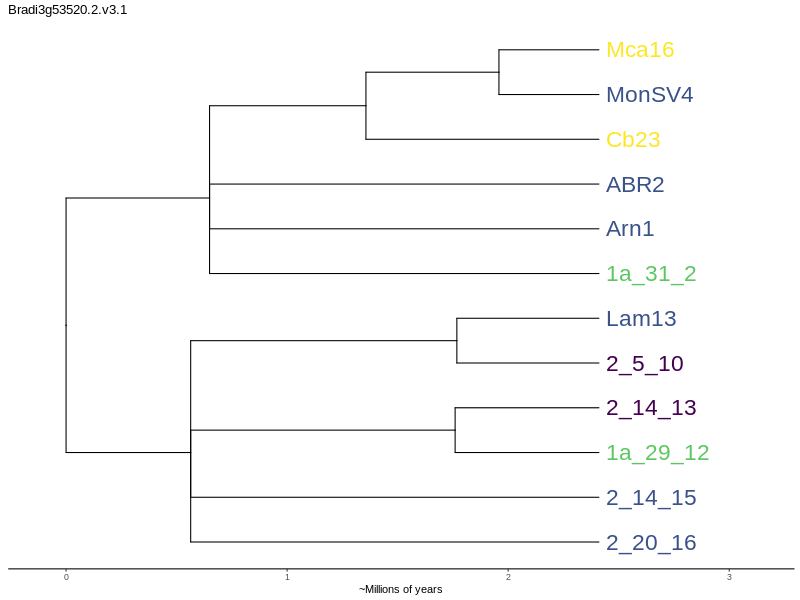 Bradi3g53520.2.v3.1
Mca16
MonSV4
Cb23
ABR2
Arn1
1a_31_2
Lam13
2_5_10
2_14_13
1a_29_12
2_14_15
2_20_16
0 1 2 3
~Millions of years